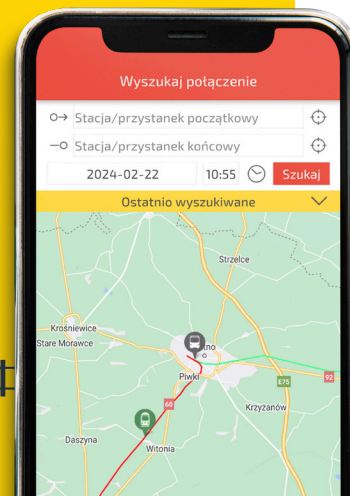 Wyszukaj połączenie
Stacja/przystanek początkowy
Stacja/przystanek końcowy
2024-02-22 10:55 Szukaj
Ostatnio wyszukiwane
Strzelce
Krośniewice
Stare Morawce
no
Piwki
E75
92
60
Krzyżanów
Daszyna
Witonia